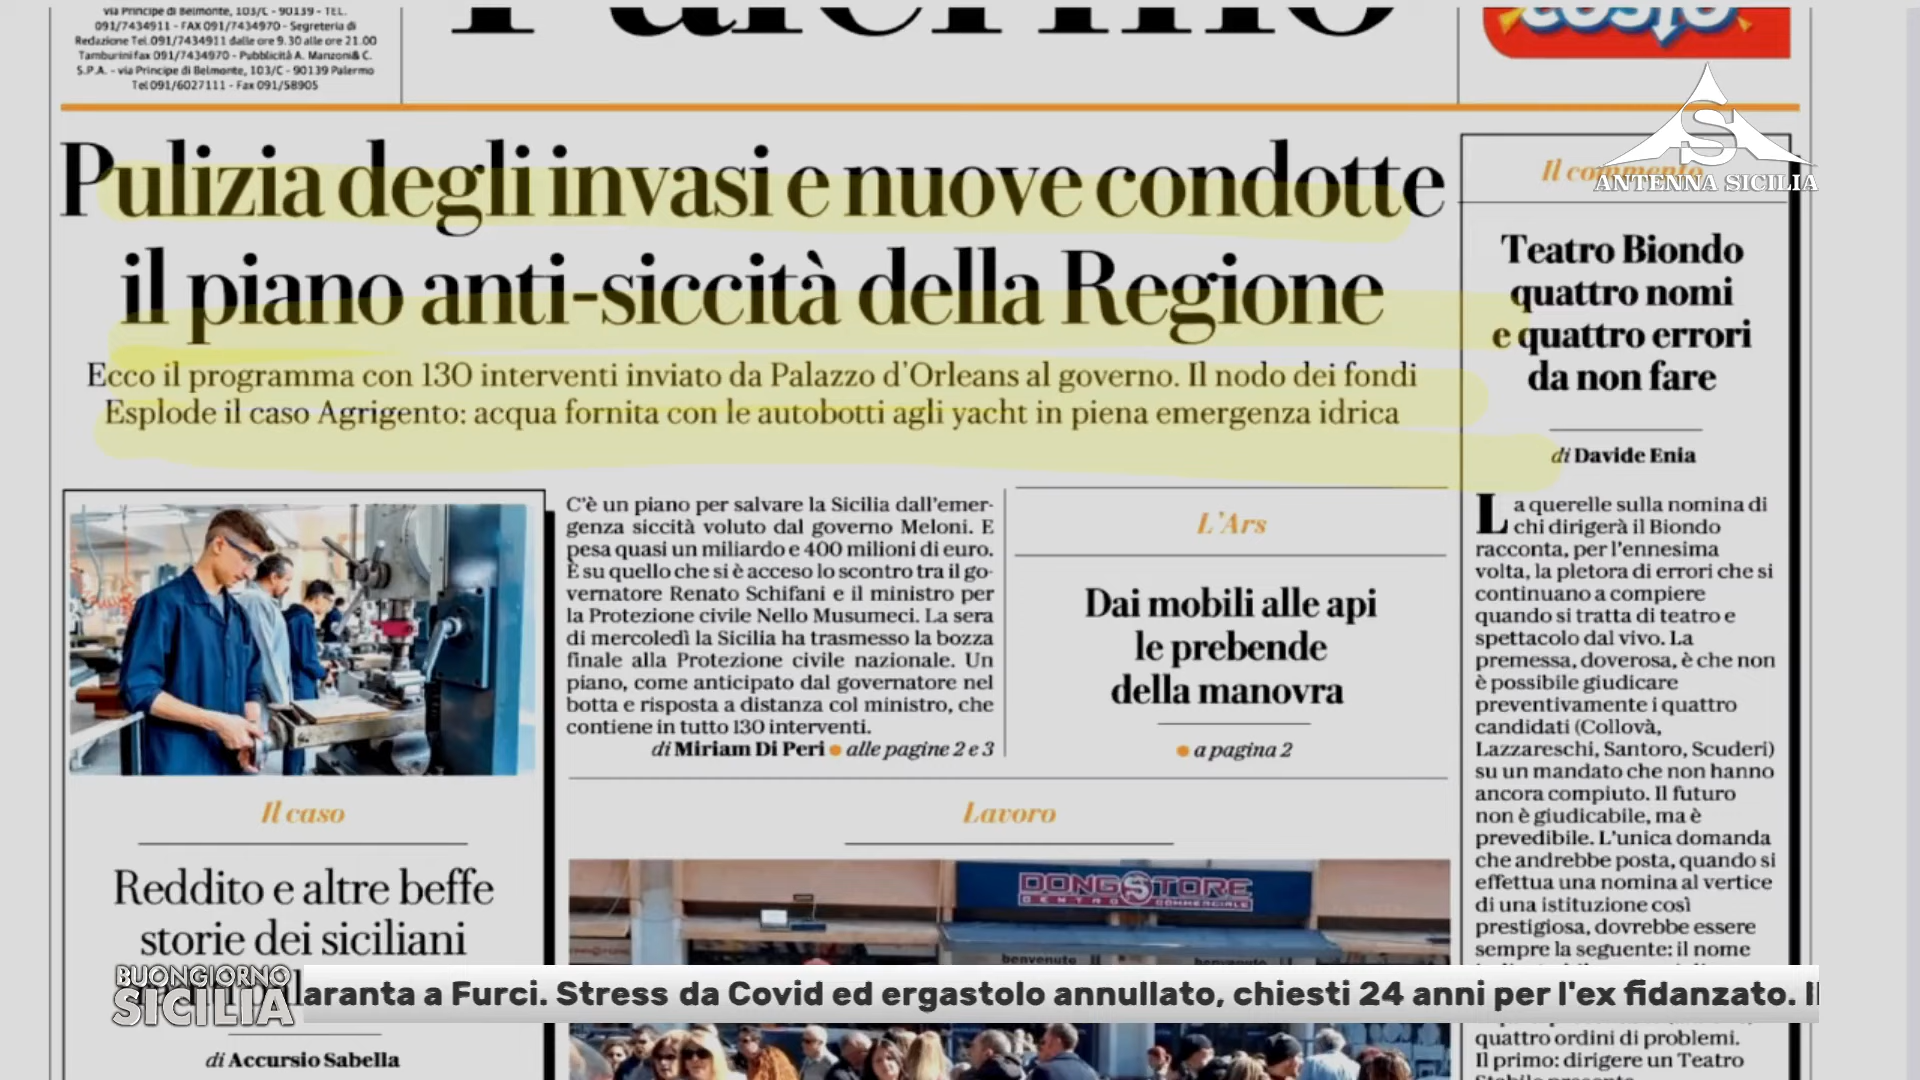 via Principe di Belmonte, 103/C - 90139 - TEL.
091/7434911 - FAX 091/7434970 - Segreteria di
Redazione Tel. 091/7434911 dalle ore 9.30 alle ore 21.00
Tamburini fax 091/7434970 - Pubblicità A. Manzoni & C.
S.P.A. - via Principe di Belmonte, 103/C - 90139 Palermo
Tel 091/6027111 - Fax 091/58905
Palermo
COSTO
ANTENNA SICILIA
Pulizia degli invasi e nuove condotte
il piano anti-siccità della Regione
Ecco il programma con 130 interventi inviato da Palazzo d'Orleans al governo. Il nodo dei fondi
Esplode il caso Agrigento: acqua fornita con le autobotti agli yacht in piena emergenza idrica
C'è un piano per salvare la Sicilia dall'emer-
genza siccità voluto dal governo Meloni. E
pesa quasi un miliardo e 400 milioni di euro.
È su quello che si è acceso lo scontro tra il go-
vernatore Renato Schifani e il ministro per
la Protezione civile Nello Musumeci. La sera
di mercoledì la Sicilia ha trasmesso la bozza
finale alla Protezione civile nazionale. Un
piano, come anticipato dal governatore nel
botta e risposta a distanza col ministro, che
contiene in tutto 130 interventi.
di Miriam Di Peri ● alle pagine 2 e 3
L'Ars
Dai mobili alle api
le prebende
della manovra
● a pagina 2
Il commento
Teatro Biondo
quattro nomi
e quattro errori
da non fare
di Davide Enia
La querelle sulla nomina di
chi dirigerà il Biondo
racconta, per l'ennesima
volta, la pletora di errori che si
continuano a compiere
quando si tratta di teatro e
spettacolo dal vivo. La
premessa, doverosa, è che non
è possibile giudicare
preventivamente i quattro
candidati (Collovà,
Lazzareschi, Santoro, Scuderi)
su un mandato che non hanno
ancora compiuto. Il futuro
non è giudicabile, ma è
prevedibile. L'unica domanda
che andrebbe posta, quando si
effettua una nomina al vertice
di una istituzione così
prestigiosa, dovrebbe essere
sempre la seguente: il nome
quattro ordini di problemi.
Il primo: dirigere un Teatro
Il caso
Reddito e altre beffe
storie dei siciliani
di Accursio Sabella
Lavoro
DONG STORE
CENTRO COMMERCIALE
benvenuto
benvenuto
BUONGIORNO
SICILIA
aranta a Furci. Stress da Covid ed ergastolo annullato, chiesti 24 anni per l'ex fidanzato. Il